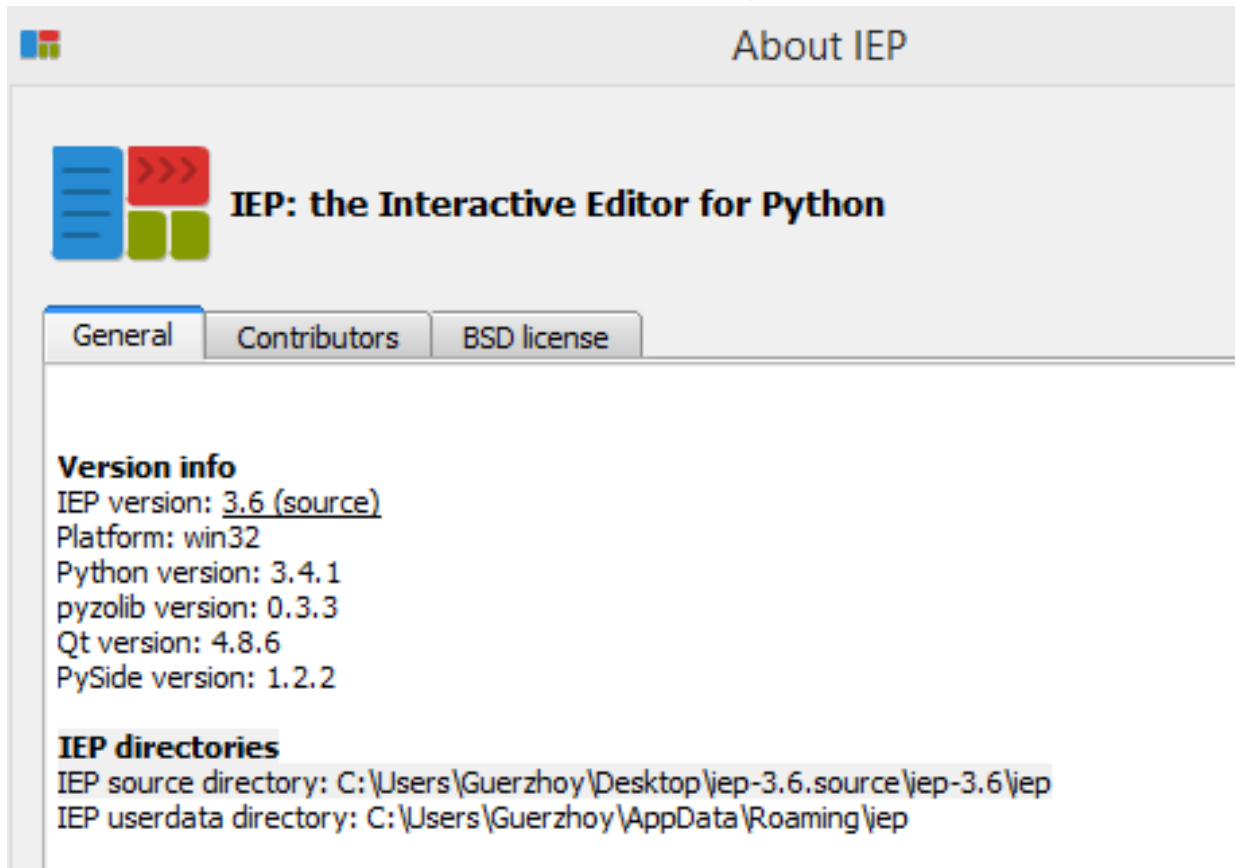 About IEP
>>>
IEP: the Interactive Editor for Python
General Contributors BSD license
Version info
IEP version: 3.6 (source)
Platform: win32
Python version: 3.4.1
pyzolib version: 0.3.3
Qt version: 4.8.6
PySide version: 1.2.2
IEP directories
IEP source directory: C:\Users\Guerzhoy\Desktop\iep-3.6.source\iep-3.6\iep
IEP userdata directory: C:\Users\Guerzhoy\AppData\Roaming\iep